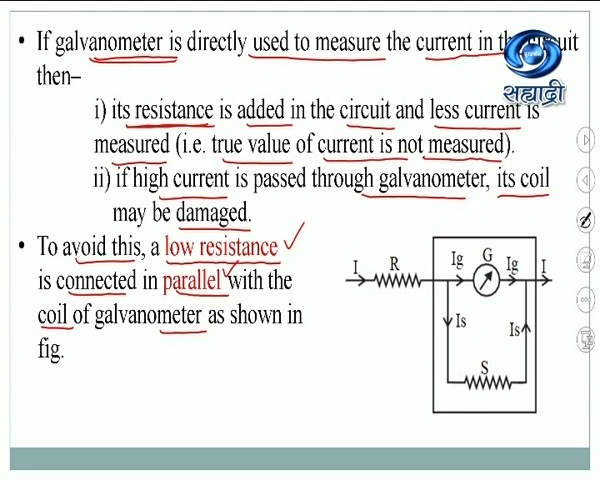 • If galvanometer is directly used to measure the current in the circuit
then–
i) its resistance is added in the circuit and less current is
measured (i.e. true value of current is not measured).
ii) if high current is passed through galvanometer, its coil
may be damaged.
• To avoid this, a low resistance
is connected in parallel with the
coil of galvanometer as shown in
fig.
I R Ig G Ig I
Is Is
S
सह्याद्री